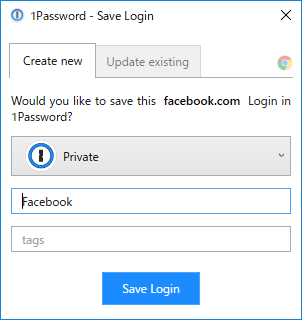 1Password - Save Login
Create new
Update existing
Would you like to save this facebook.com Login in
1Password?
Private
Facebook
tags
Save Login